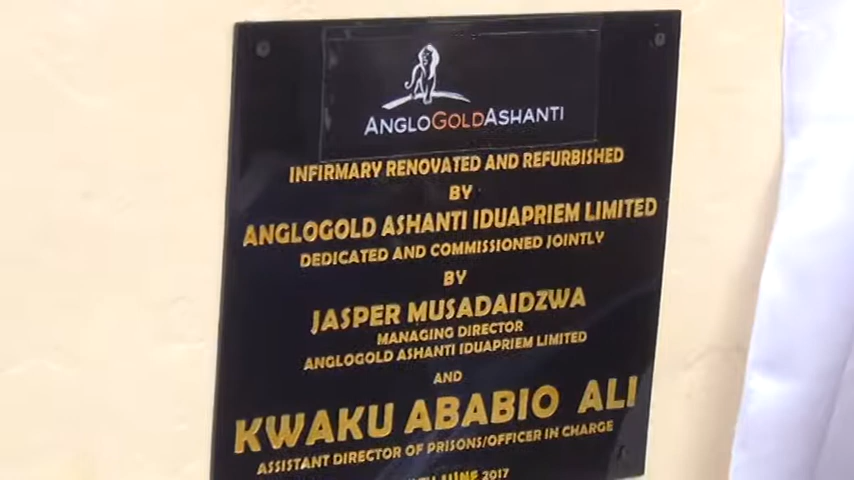 ANGLOGOLDASHANTI
INFIRMARY RENOVATED AND REFURBISHED
BY
ANGLOGOLD ASHANTI IDUAPRIEM LIMITED
DEDICATED AND COMMISSIONED JOINTLY
BY
JASPER MUSADAIDZWA
MANAGING DIRECTOR
ANGLOGOLD ASHANTI IDUAPRIEM LIMITED
AND
KWAKU ABABIO ALI
ASSISTANT DIRECTOR OF PRISONS/OFFICER IN CHARGE
JUNE 2017